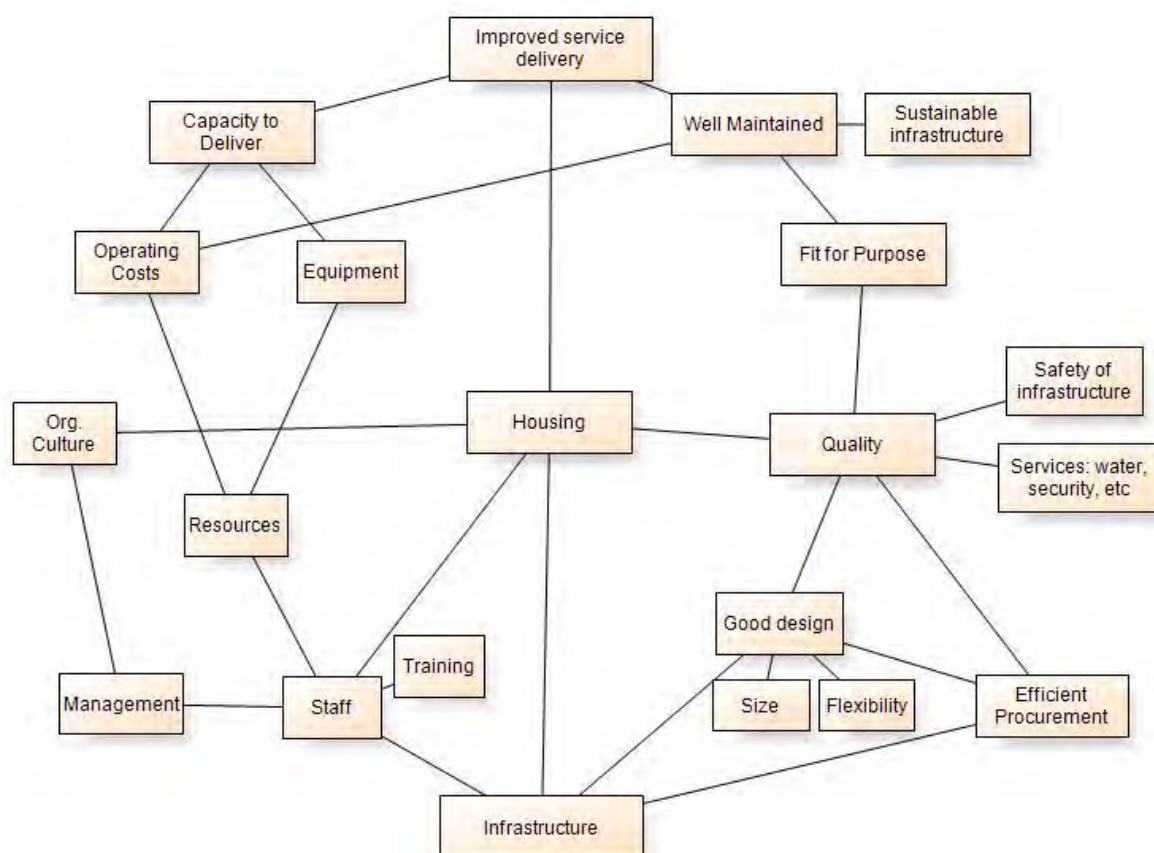 Improved service
delivery
Capacity to
Deliver
Well Maintained
Sustainable
infrastructure
Operating
Costs
Equipment
Fit for Purpose
Safety of
infrastructure
Org.
Culture
Housing
Quality
Services: water,
security, etc
Resources
Good design
Training
Management
Staff
Size
Flexibility
Efficient
Procurement
Infrastructure